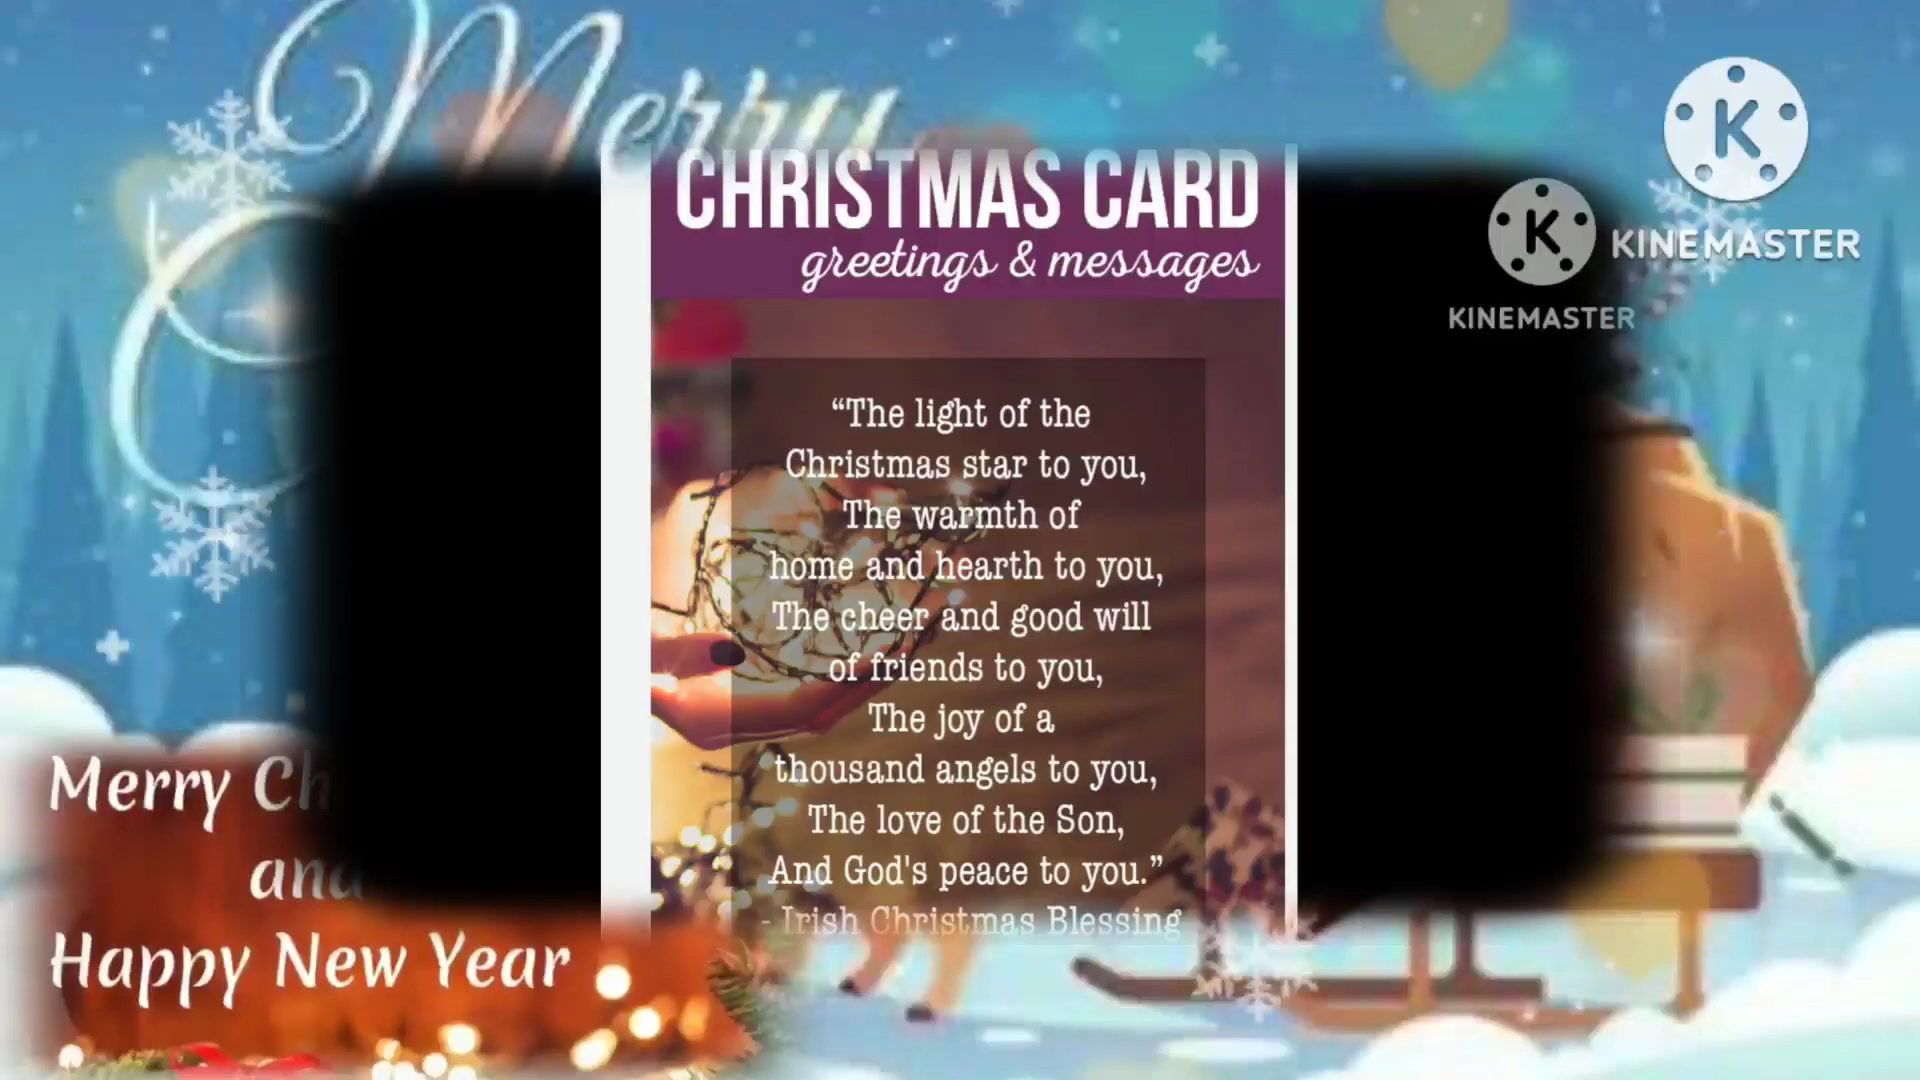 Merry
KINEMASTER
KINEMASTER
CHRISTMAS CARD
greetings & messages
“The light of the
Christmas star to you,
The warmth of
home and hearth to you,
The cheer and good will
of friends to you,
The joy of a
thousand angels to you,
The love of the Son,
And God's peace to you.”
- Irish Christmas Blessing
Merry Ch
and
Happy New Year